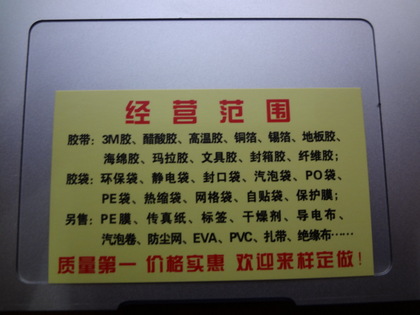 经营范围
胶带：3M胶、醋酸胶、高温胶、铜箔、锡箔、地板胶、
海绵胶、玛拉胶、文具胶、封箱胶、纤维胶；
胶袋：环保袋、静电袋、封口袋、汽泡袋、PO袋、
PE袋、热缩袋、网格袋、自贴袋、保护膜；
另售：PE膜、传真纸、标签、干燥剂、导电布、
汽泡卷、防尘网、EVA、PVC、扎带、绝缘布……
质量第一 价格实惠 欢迎来样定做！